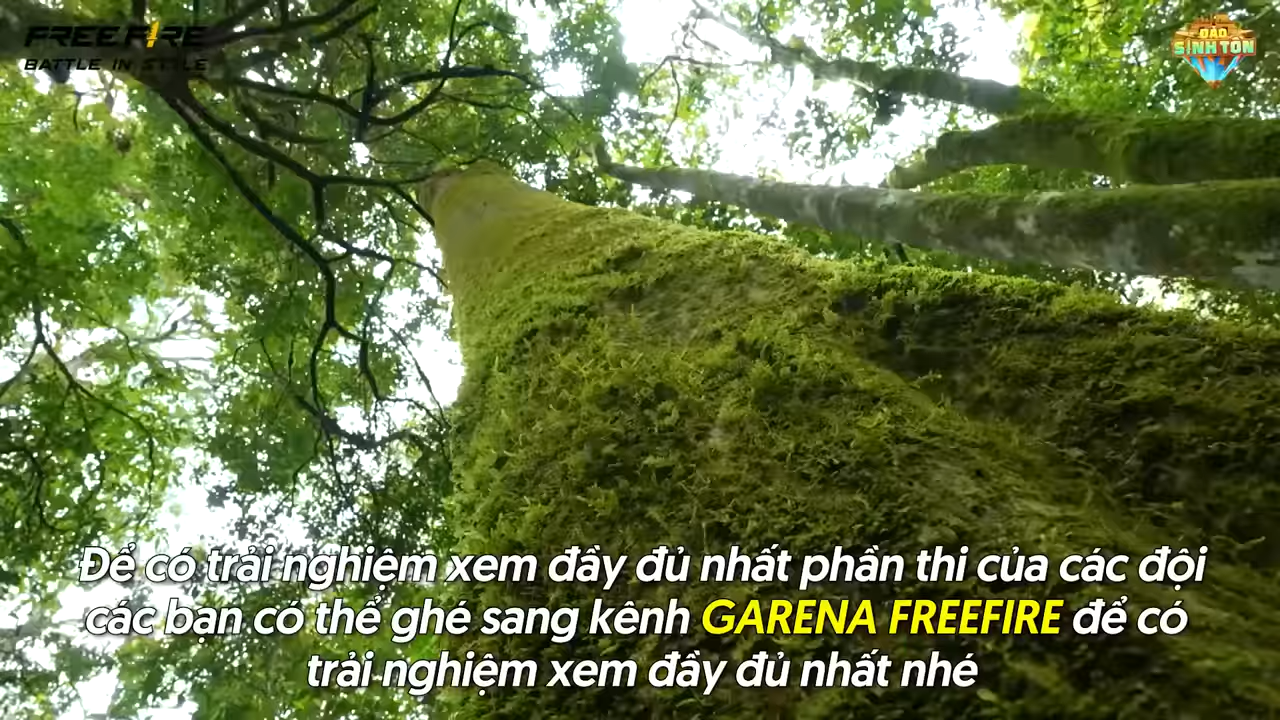 FREE FIRE
BATTLE IN STYLE
ĐẢO
SINH TỒN
Để có trải nghiệm xem đầy đủ nhất phần thi của các đội
các bạn có thể ghé sang kênh GARENA FREEFIRE để có
trải nghiệm xem đầy đủ nhất nhé